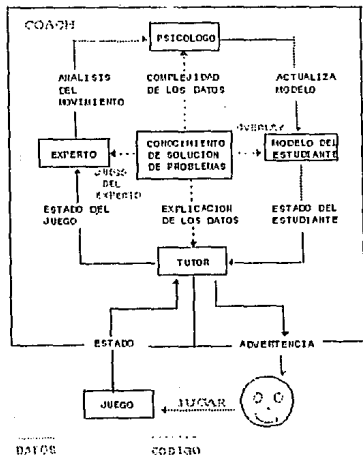 COACH
PSICOLOGO
ANALISIS
DEL
MOVIMIENTO
COMPLEJIDAD
DE LOS DATOS
ACTUALIZA
MODELO
OVERLAY
EXPERTO
CONOCIMIENTO
DE SOLUCION
DE PROBLEMAS
MODELO DEL
ESTUDIANTE
JUEGO
DEL
EXPERTO
ESTADO DEL
JUEGO
EXPLICACION
DE LOS DATOS
ESTADO DEL
ESTUDIANTE
TUTOR
ESTADO
ADVERTENCIA
JUEGO
JUGAR
DATOS
CODIGO